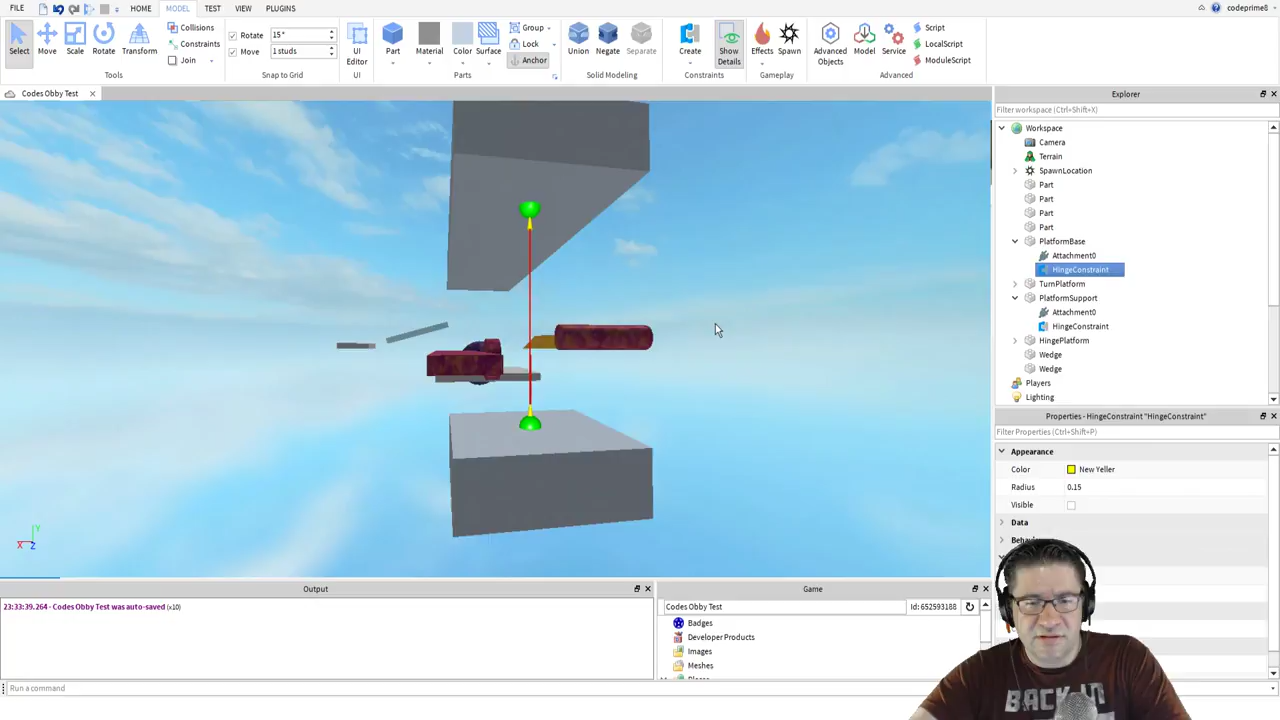 FILE HOME MODEL TEST VIEW PLUGINS codeprime8
Select Move Scale Rotate Transform
Collisions
Constraints
Join
Tools
Rotate 15°
Move 1 studs
Snap to Grid
UI Editor
UI
Part Material Color Surface
Group
Lock
Anchor
Parts
Union Negate Separate
Solid Modeling
Create Show Details
Constraints
Effects Spawn
Gameplay
Advanced Objects Model Service
Script
LocalScript
ModuleScript
Advanced
Codes Obby Test
Explorer
Filter workspace (Ctrl+Shift+X)
Workspace
Camera
Terrain
SpawnLocation
Part
Part
Part
Part
PlatformBase
Attachment0
HingeConstraint
TurnPlatform
PlatformSupport
Attachment0
HingeConstraint
HingePlatform
Wedge
Wedge
Players
Lighting
Properties - HingeConstraint "HingeConstraint"
Filter Properties (Ctrl+Shift+P)
Appearance
Color New Yeller
Radius 0.15
Visible
Data
Y
X Z
Output
23:33:39.264 - Codes Obby Test was auto-saved (x10)
Game
Codes Obby Test Id: 652593188
Badges
Developer Products
Images
Meshes
Run a command
BACK IN